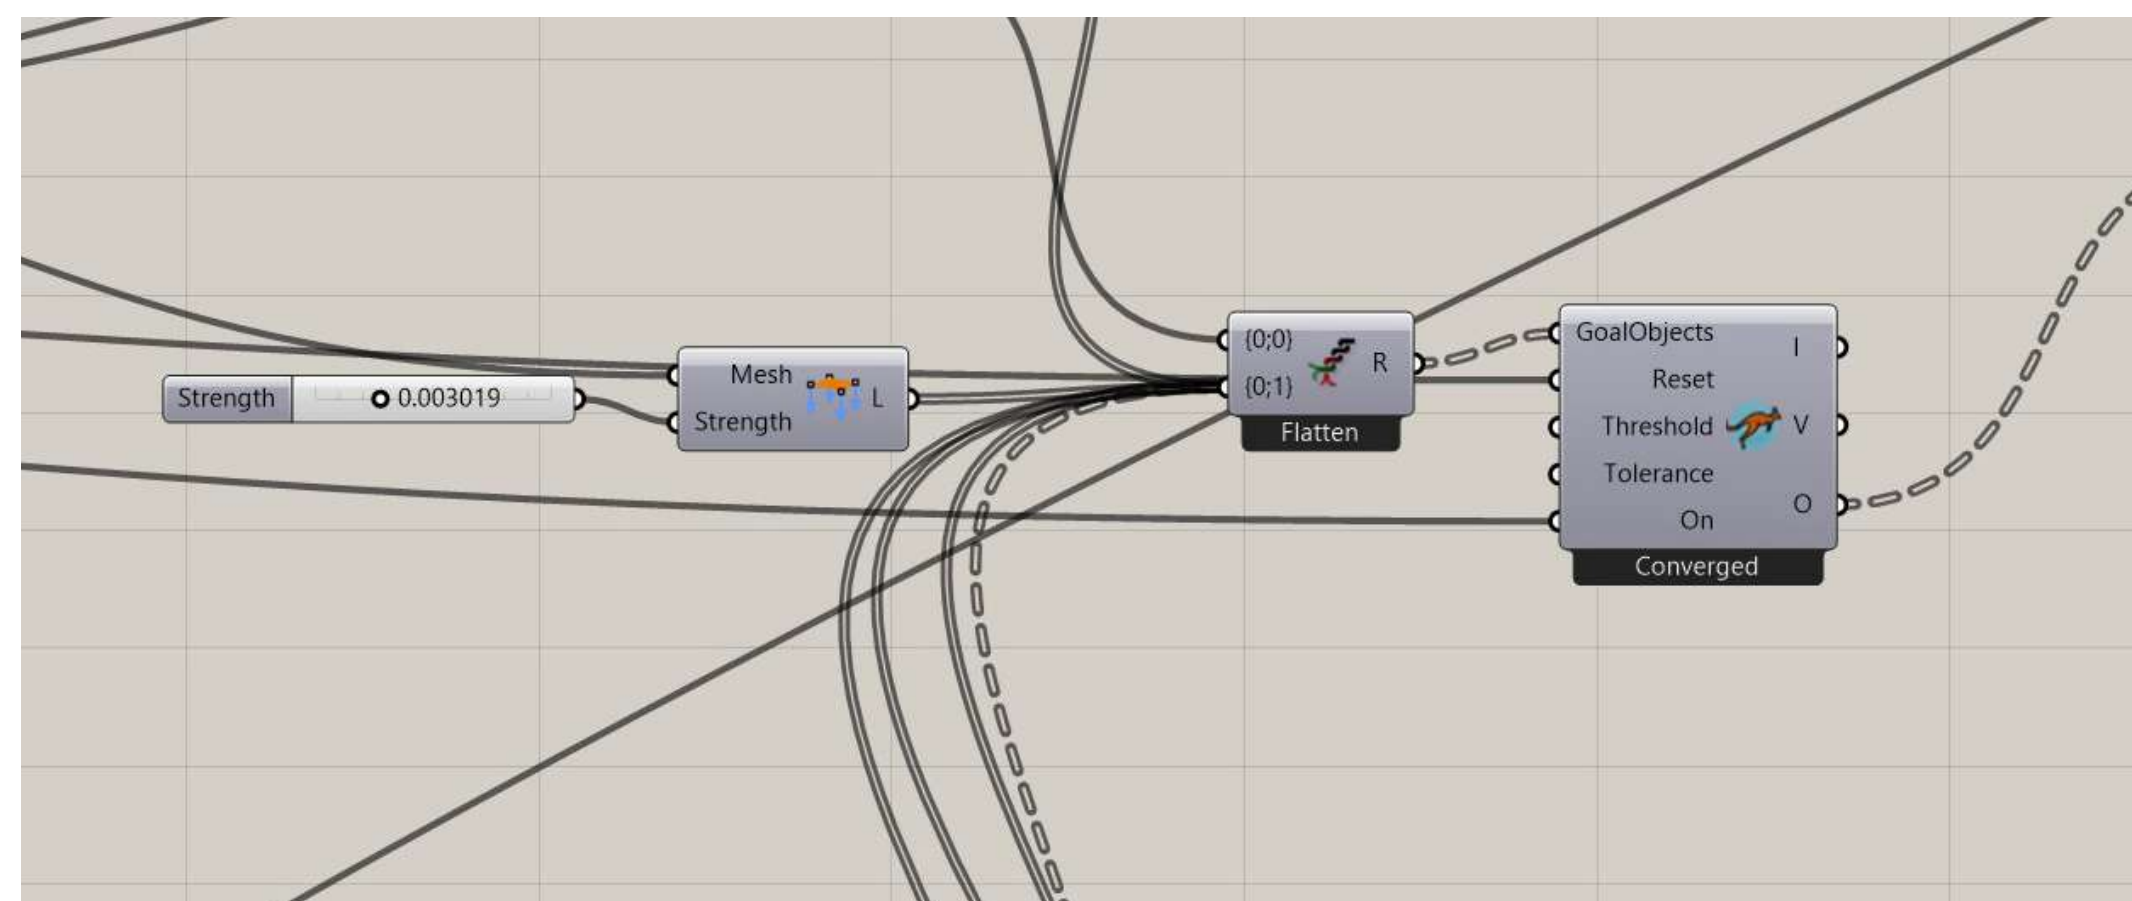 Strength 0.003019
Mesh
Strength
L
{0;0}
{0;1}
R
Flatten
GoalObjects
Reset
Threshold
Tolerance
On
I
V
O
Converged